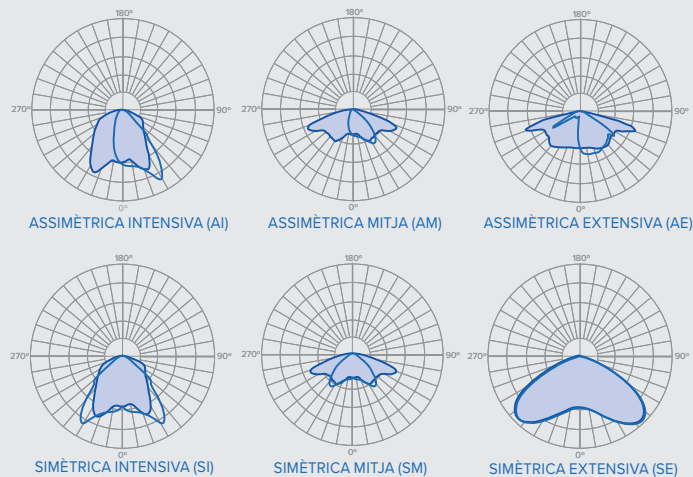 180° 180° 180°
270° 90° 270° 90° 270° 90°
0° 0° 0°
ASSIMÈTRICA INTENSIVA (AI) ASSIMÈTRICA MITJA (AM) ASSIMÈTRICA EXTENSIVA (AE)
180° 180° 180°
270° 90° 270° 90° 270° 90°
0° 0° 0°
SIMÈTRICA INTENSIVA (SI) SIMÈTRICA MITJA (SM) SIMÈTRICA EXTENSIVA (SE)